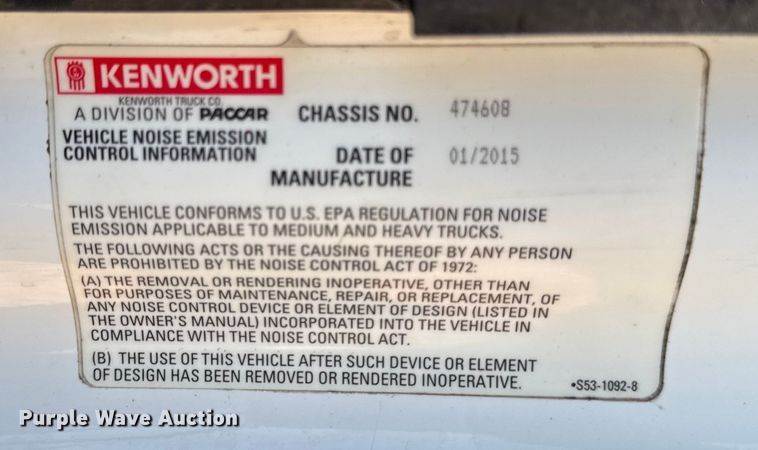 KENWORTH
KENWORTH TRUCK CO.
A DIVISION OF PACCAR
CHASSIS NO. 474608
VEHICLE NOISE EMISSION
CONTROL INFORMATION
DATE OF 01/2015
MANUFACTURE
THIS VEHICLE CONFORMS TO U.S. EPA REGULATION FOR NOISE
EMISSION APPLICABLE TO MEDIUM AND HEAVY TRUCKS.
THE FOLLOWING ACTS OR THE CAUSING THEREOF BY ANY PERSON
ARE PROHIBITED BY THE NOISE CONTROL ACT OF 1972:
(A) THE REMOVAL OR RENDERING INOPERATIVE, OTHER THAN
FOR PURPOSES OF MAINTENANCE, REPAIR, OR REPLACEMENT, OF
ANY NOISE CONTROL DEVICE OR ELEMENT OF DESIGN (LISTED IN
THE OWNER'S MANUAL) INCORPORATED INTO THE VEHICLE IN
COMPLIANCE WITH THE NOISE CONTROL ACT.
(B) THE USE OF THIS VEHICLE AFTER SUCH DEVICE OR ELEMENT
OF DESIGN HAS BEEN REMOVED OR RENDERED INOPERATIVE.
•S53-1092-8
Purple Wave Auction